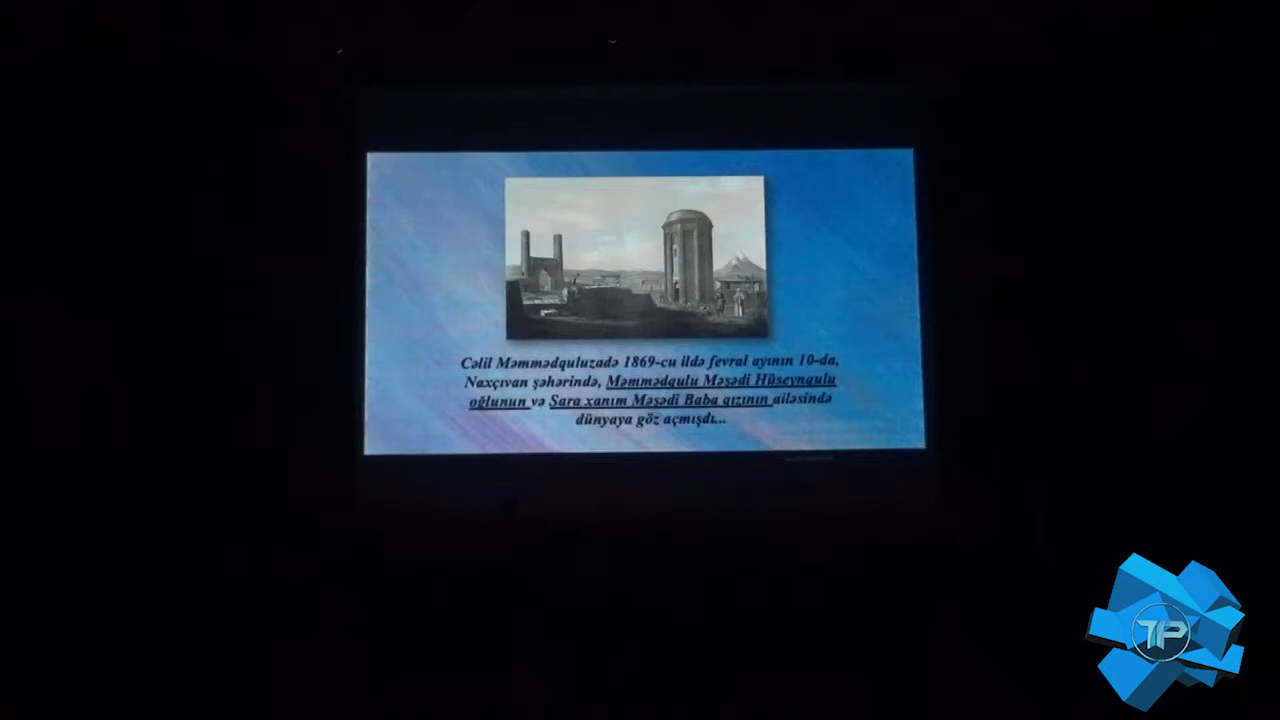 Cəlil Məmmədquluzadə 1869-cu ildə fevral ayının 10-da,
Naxçıvan şəhərində, Məmmədqulu Məşədi Hüseynqulu
oğlunun və Sara xanım Məşədi Baba qızının ailəsində
dünyaya göz açmışdı...
TP